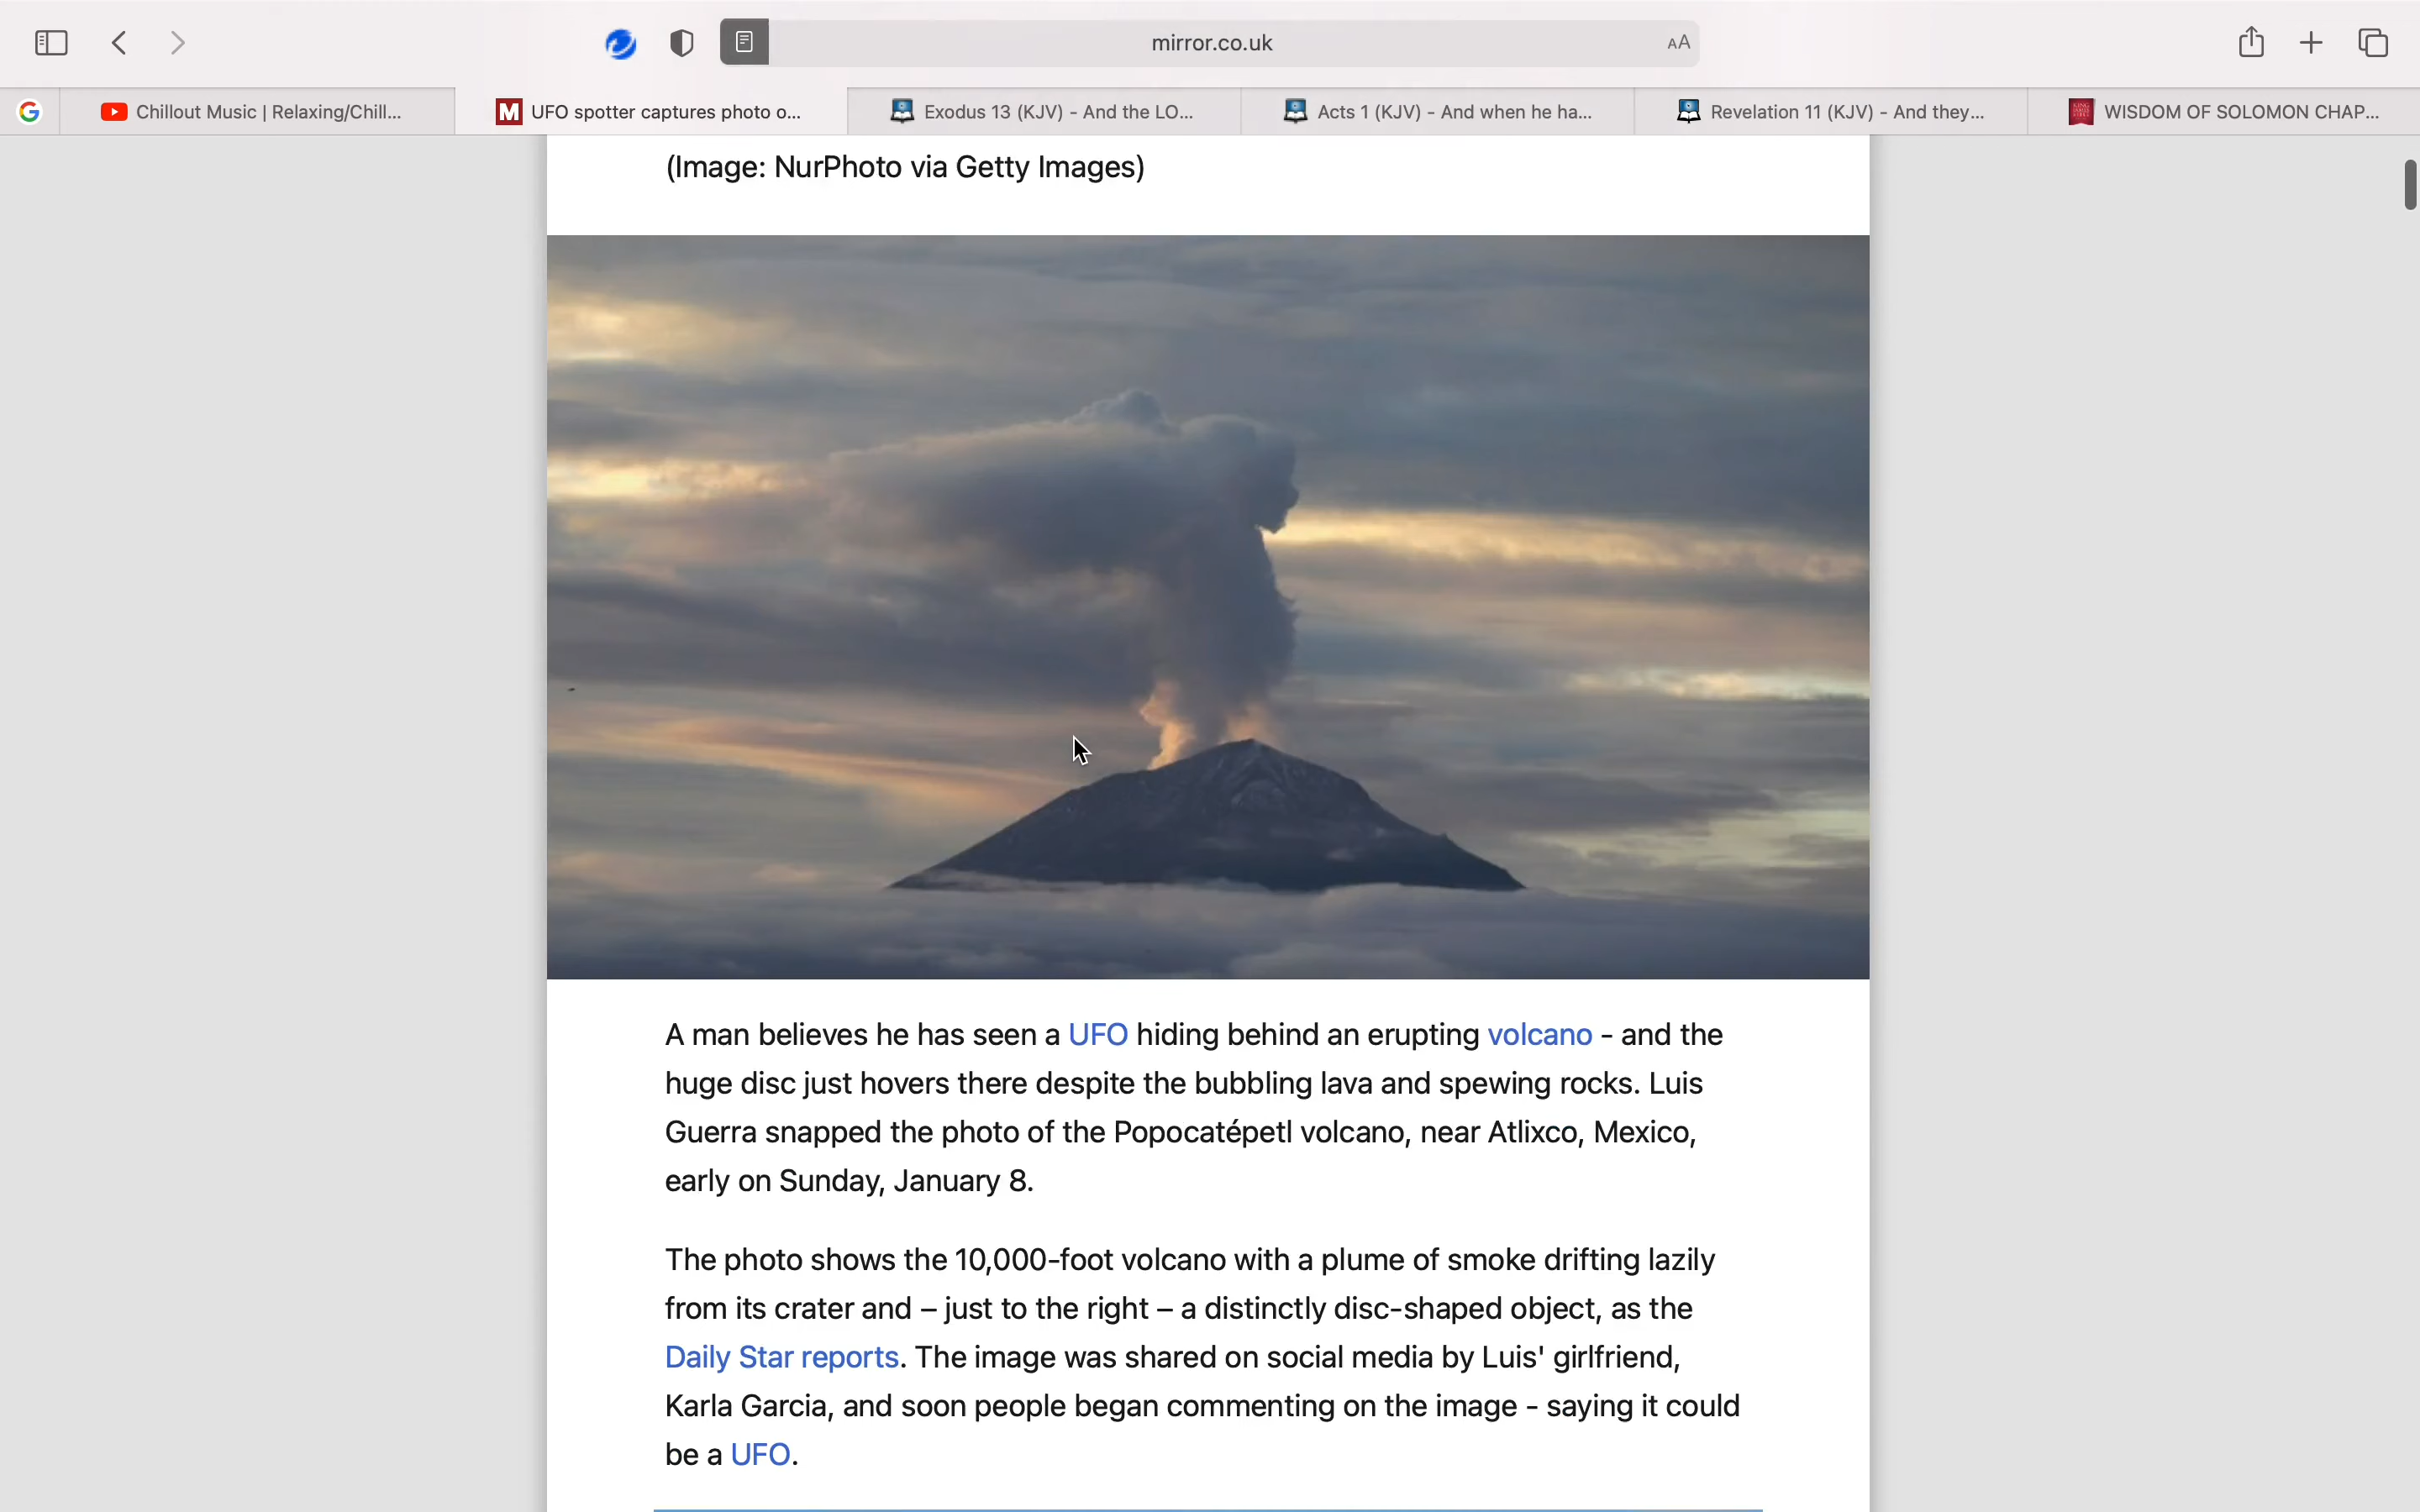 mirror.co.uk
AA
Chillout Music | Relaxing/Chill...
M UFO spotter captures photo o...
Exodus 13 (KJV) - And the LO...
Acts 1 (KJV) - And when he ha...
Revelation 11 (KJV) - And they...
WISDOM OF SOLOMON CHAP...
(Image: NurPhoto via Getty Images)
A man believes he has seen a UFO hiding behind an erupting volcano - and the
huge disc just hovers there despite the bubbling lava and spewing rocks. Luis
Guerra snapped the photo of the Popocatépetl volcano, near Atlixco, Mexico,
early on Sunday, January 8.
The photo shows the 10,000-foot volcano with a plume of smoke drifting lazily
from its crater and – just to the right – a distinctly disc-shaped object, as the
Daily Star reports. The image was shared on social media by Luis' girlfriend,
Karla Garcia, and soon people began commenting on the image - saying it could
be a UFO.